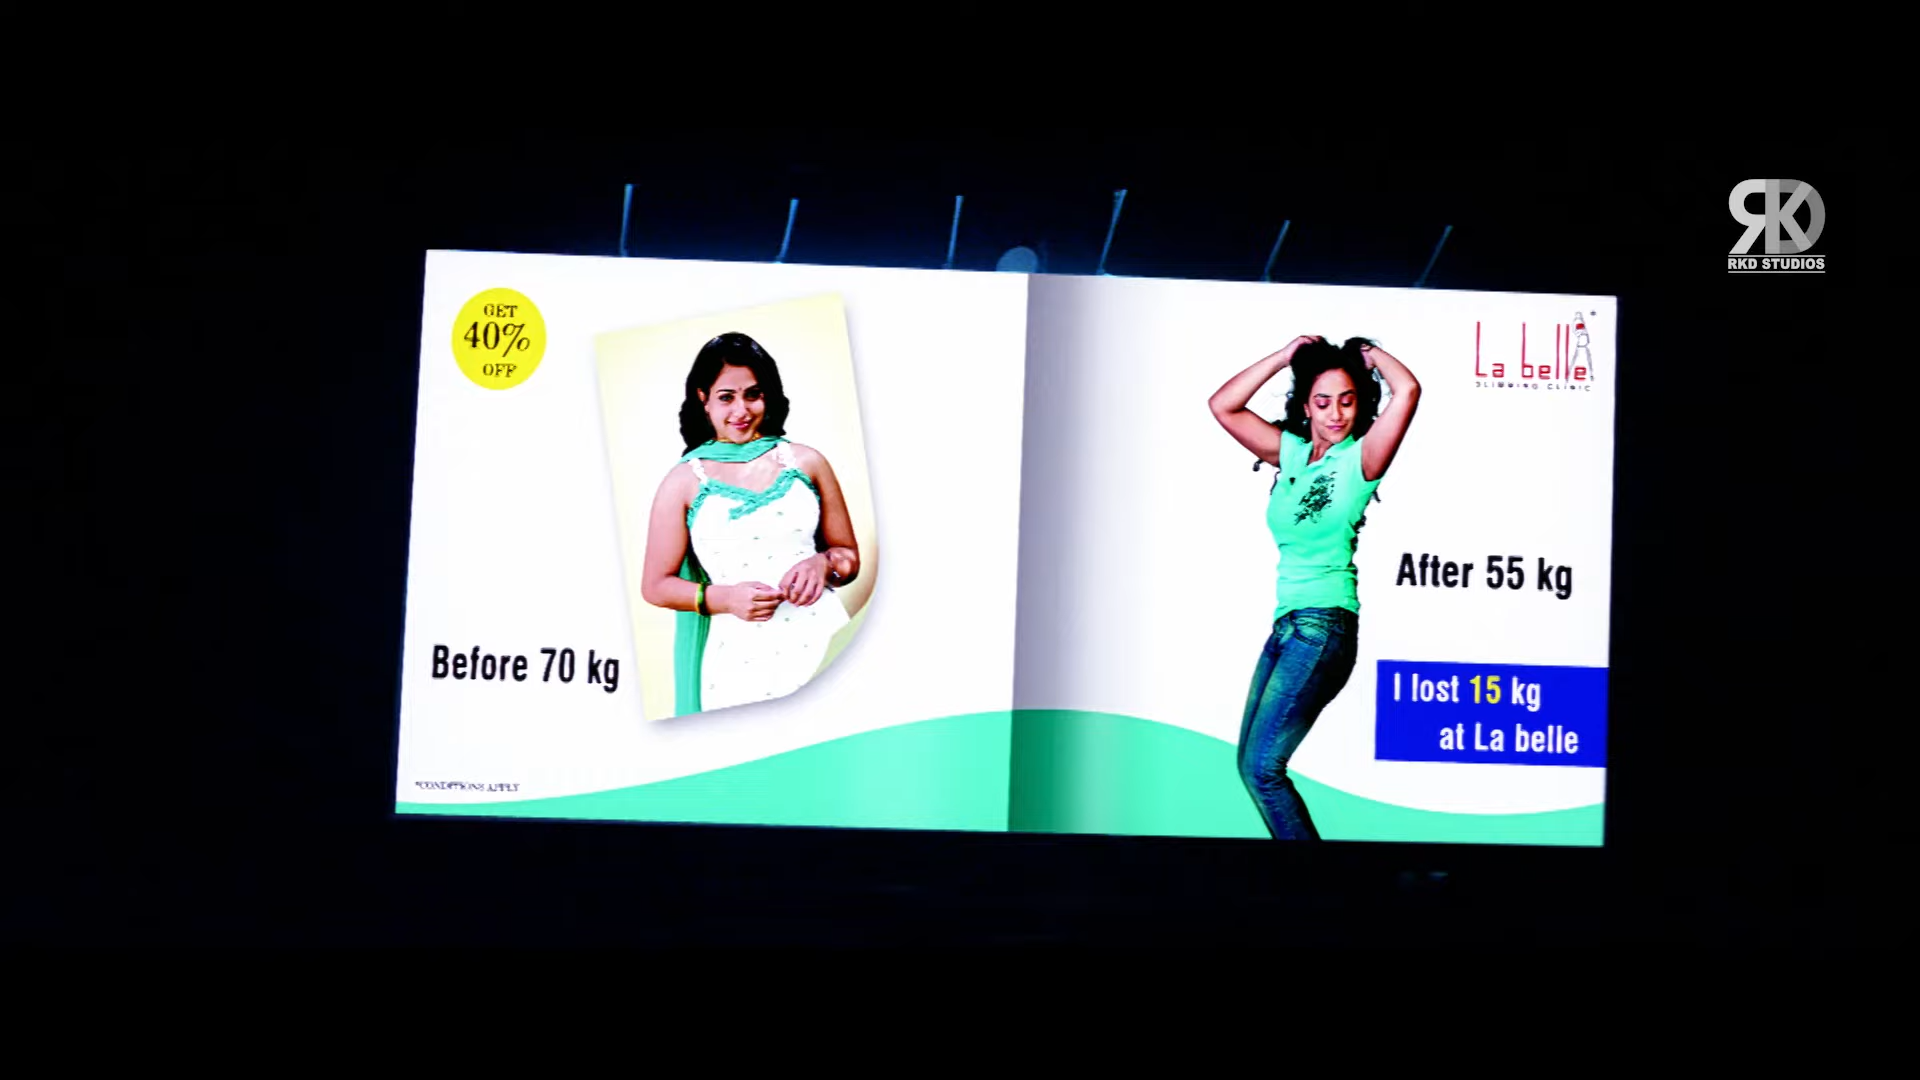 GET
40%
OFF
Before 70 kg
*CONDITIONS APPLY
La belle
SLIMMING CLINIC
After 55 kg
I lost 15 kg
at La belle
RKD
RKD STUDIOS